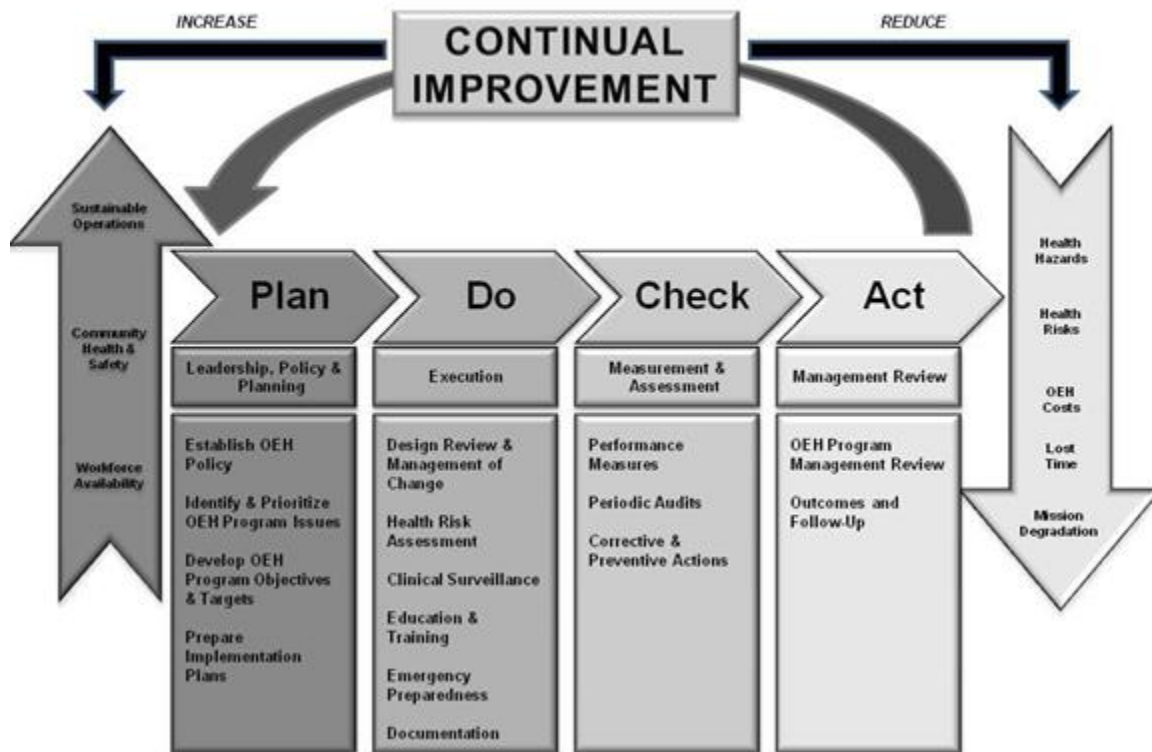 INCREASE
CONTINUAL
IMPROVEMENT
REDUCE
Sustainable
Operations
Community
Health &
Safety
Workforce
Availability
Plan
Leadership, Policy &
Planning
Establish OEH
Policy
Identify & Prioritize
OEH Program Issues
Develop OEH
Program Objectives
& Targets
Prepare
Implementation
Plans
Do
Execution
Design Review &
Management of
Change
Health Risk
Assessment
Clinical Surveillance
Education &
Training
Emergency
Preparedness
Documentation
Check
Measurement &
Assessment
Performance
Measures
Periodic Audits
Corrective &
Preventive Actions
Act
Management Review
OEH Program
Management Review
Outcomes and
Follow-Up
Health
Hazards
Health
Risks
OEH
Costs
Lost
Time
Mission
Degradation